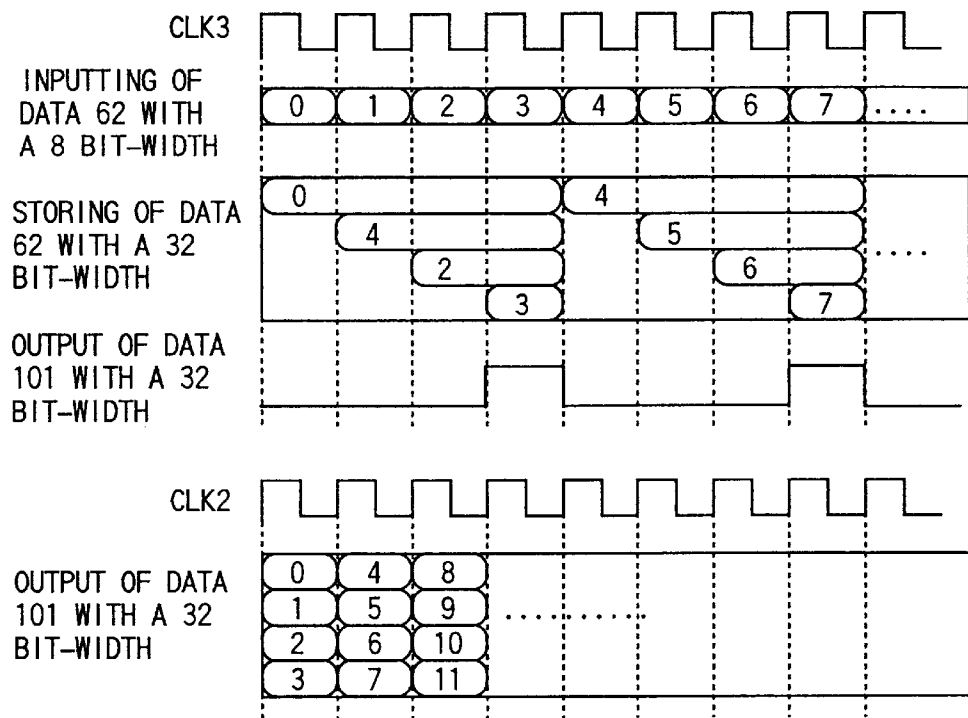 CLK3
INPUTTING OF
DATA 62 WITH
A 8 BIT-WIDTH
0 1 2 3 4 5 6 7 ....
STORING OF DATA
62 WITH A 32
BIT-WIDTH
0 4
4 5
2 6
3 7
....
OUTPUT OF DATA
101 WITH A 32
BIT-WIDTH
CLK2
OUTPUT OF DATA
101 WITH A 32
BIT-WIDTH
0 4 8
1 5 9
2 6 10
3 7 11
..............